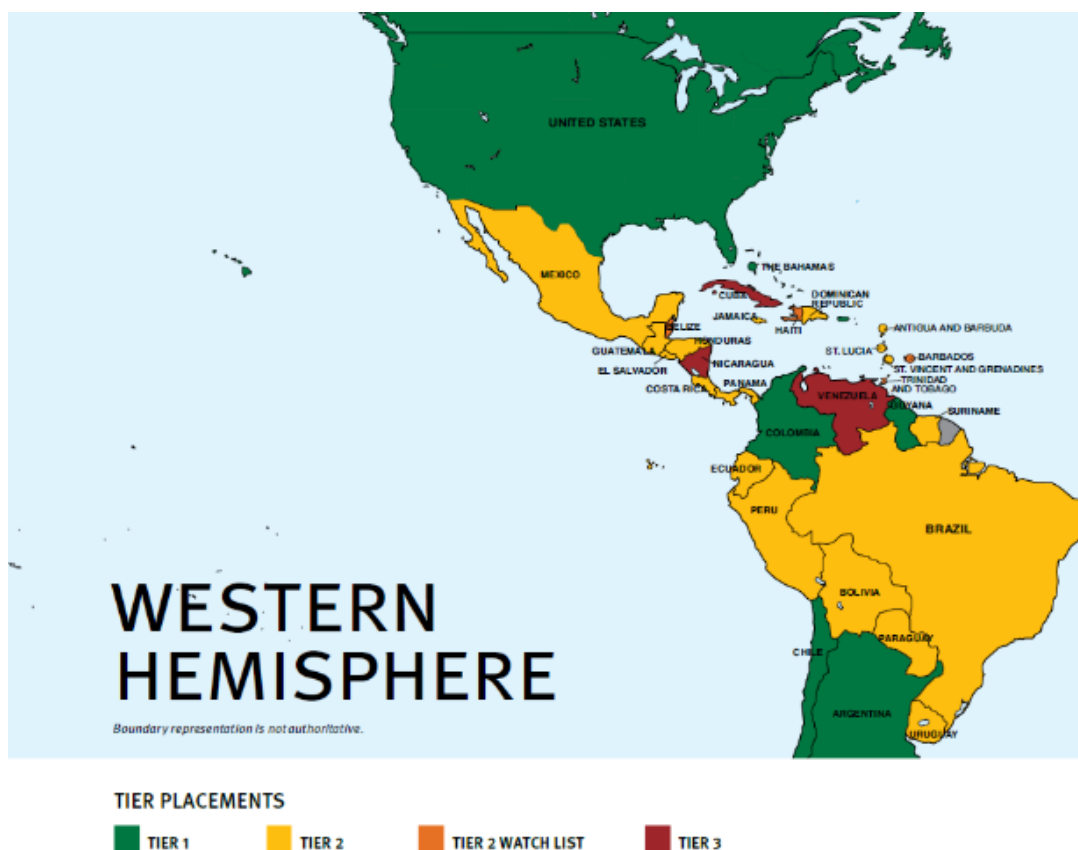 UNITED STATES
MEXICO
THE BAHAMAS
CUBA
DOMINICAN
REPUBLIC
JAMAICA
HAITI
BELIZE
HONDURAS
ANTIGUA AND BARBUDA
GUATEMALA
NICARAGUA
ST. LUCIA
BARBADOS
EL SALVADOR
ST. VINCENT AND GRENADINES
COSTA RICA
PANAMA
TRINIDAD
AND TOBAGO
VENEZUELA
GUYANA
SURINAME
COLOMBIA
ECUADOR
PERU
BRAZIL
BOLIVIA
PARAGUAY
CHILE
ARGENTINA
URUGUAY
WESTERN
HEMISPHERE
Boundary representation is not authoritative.
TIER PLACEMENTS
TIER 1
TIER 2
TIER 2 WATCH LIST
TIER 3